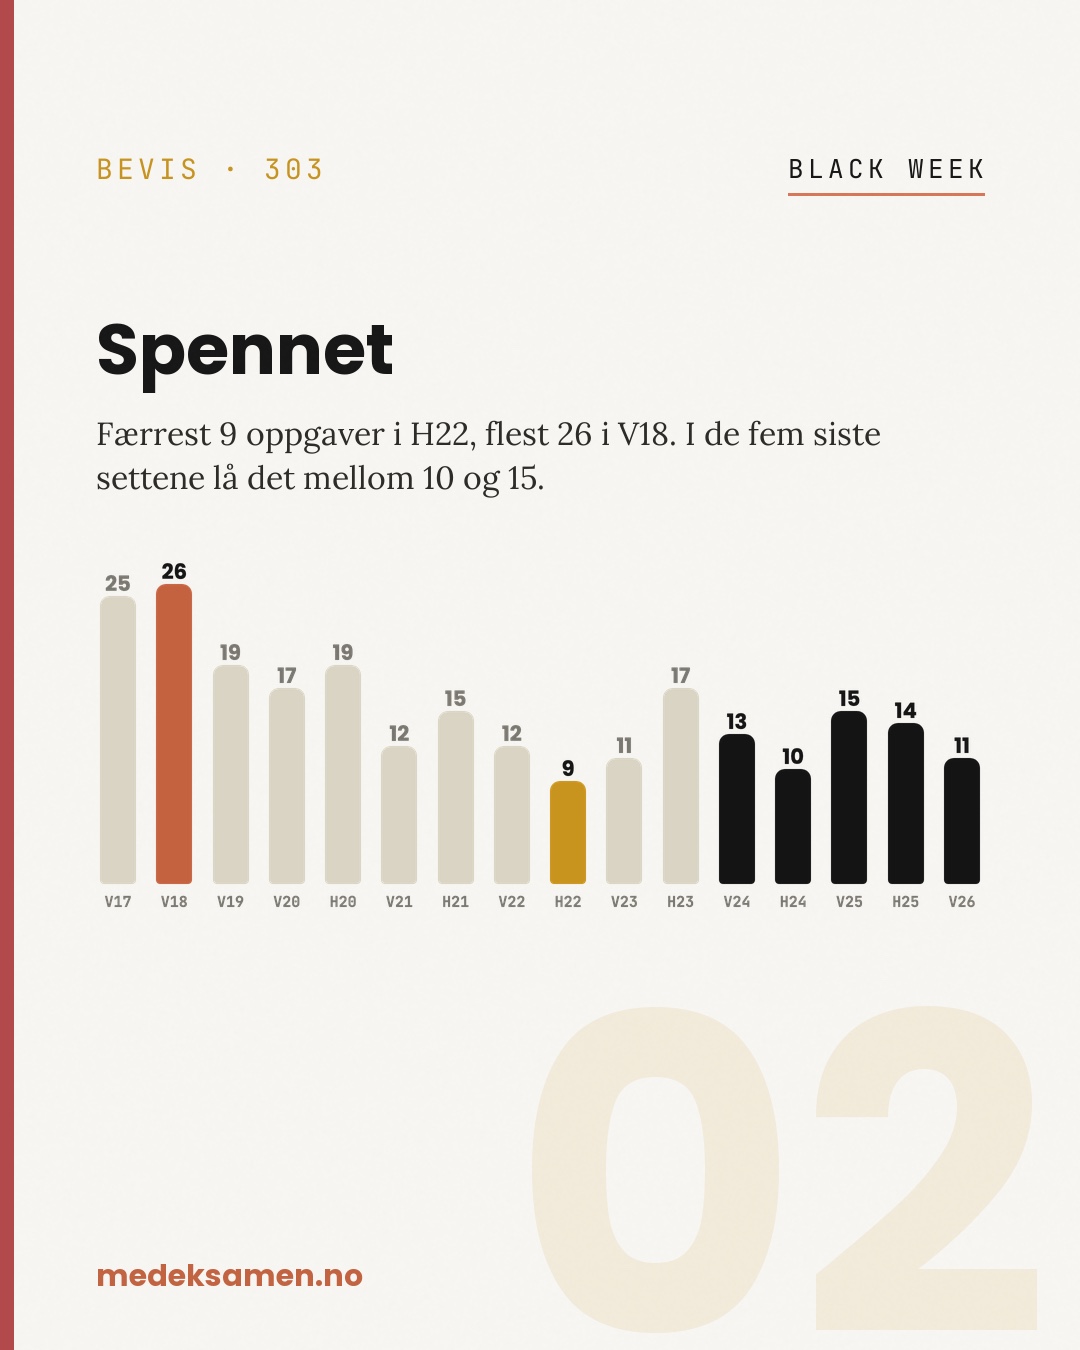 BEVIS · 303
BLACK WEEK
Spennet
Færrest 9 oppgaver i H22, flest 26 i V18. I de fem siste
settene lå det mellom 10 og 15.
25 26 19 17 19 12 15 12 9 11 17 13 10 15 14 11
V17 V18 V19 V20 H20 V21 H21 V22 H22 V23 H23 V24 H24 V25 H25 V26
02
medeksamen.no